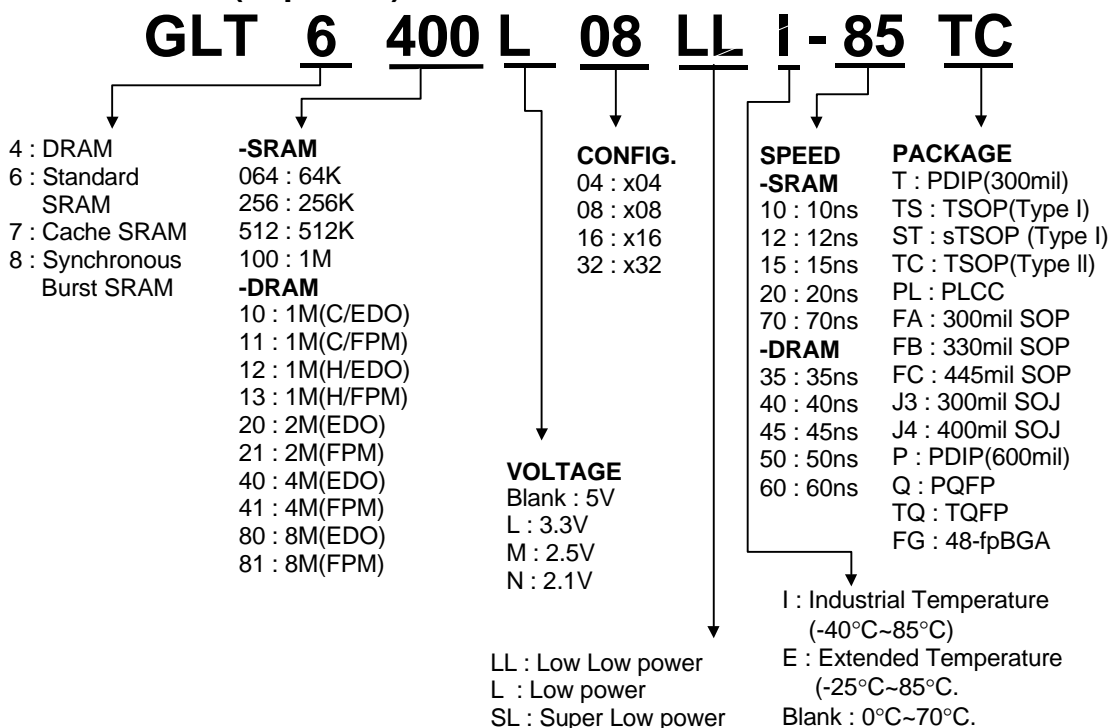 GLT 6 400 L 08 LL I - 85 TC
4 : DRAM
6 : Standard
SRAM
7 : Cache SRAM
8 : Synchronous
Burst SRAM
-SRAM
064 : 64K
256 : 256K
512 : 512K
100 : 1M
-DRAM
10 : 1M(C/EDO)
11 : 1M(C/FPM)
12 : 1M(H/EDO)
13 : 1M(H/FPM)
20 : 2M(EDO)
21 : 2M(FPM)
40 : 4M(EDO)
41 : 4M(FPM)
80 : 8M(EDO)
81 : 8M(FPM)
VOLTAGE
Blank : 5V
L : 3.3V
M : 2.5V
N : 2.1V
CONFIG.
04 : x04
08 : x08
16 : x16
32 : x32
LL : Low Low power
L : Low power
SL : Super Low power
SPEED
-SRAM
10 : 10ns
12 : 12ns
15 : 15ns
20 : 20ns
70 : 70ns
-DRAM
35 : 35ns
40 : 40ns
45 : 45ns
50 : 50ns
60 : 60ns
PACKAGE
T : PDIP(300mil)
TS : TSOP(Type I)
ST : sTSOP (Type I)
TC : TSOP(Type ll)
PL : PLCC
FA : 300mil SOP
FB : 330mil SOP
FC : 445mil SOP
J3 : 300mil SOJ
J4 : 400mil SOJ
P : PDIP(600mil)
Q : PQFP
TQ : TQFP
FG : 48-fpBGA
I : Industrial Temperature
(-40°C~85°C)
E : Extended Temperature
(-25°C~85°C.
Blank : 0°C~70°C.